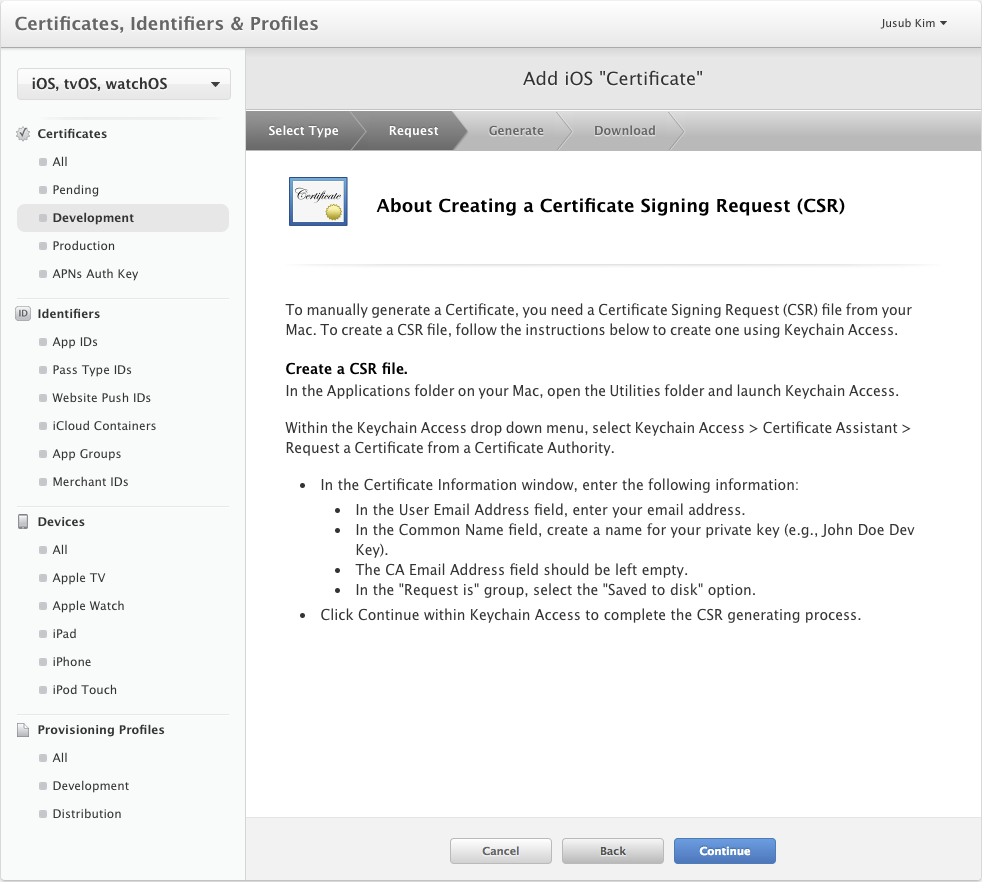 Certificates, Identifiers & Profiles
Jusub Kim
iOS, tvOS, watchOS
Certificates
All
Pending
Development
Production
APNs Auth Key
ID Identifiers
App IDs
Pass Type IDs
Website Push IDs
iCloud Containers
App Groups
Merchant IDs
Devices
All
Apple TV
Apple Watch
iPad
iPhone
iPod Touch
Provisioning Profiles
All
Development
Distribution
Add iOS "Certificate"
Select Type Request Generate Download
Certificate
About Creating a Certificate Signing Request (CSR)
To manually generate a Certificate, you need a Certificate Signing Request (CSR) file from your
Mac. To create a CSR file, follow the instructions below to create one using Keychain Access.
Create a CSR file.
In the Applications folder on your Mac, open the Utilities folder and launch Keychain Access.
Within the Keychain Access drop down menu, select Keychain Access > Certificate Assistant >
Request a Certificate from a Certificate Authority.
• In the Certificate Information window, enter the following information:
• In the User Email Address field, enter your email address.
• In the Common Name field, create a name for your private key (e.g., John Doe Dev
Key).
• The CA Email Address field should be left empty.
• In the "Request is" group, select the "Saved to disk" option.
• Click Continue within Keychain Access to complete the CSR generating process.
Cancel Back Continue